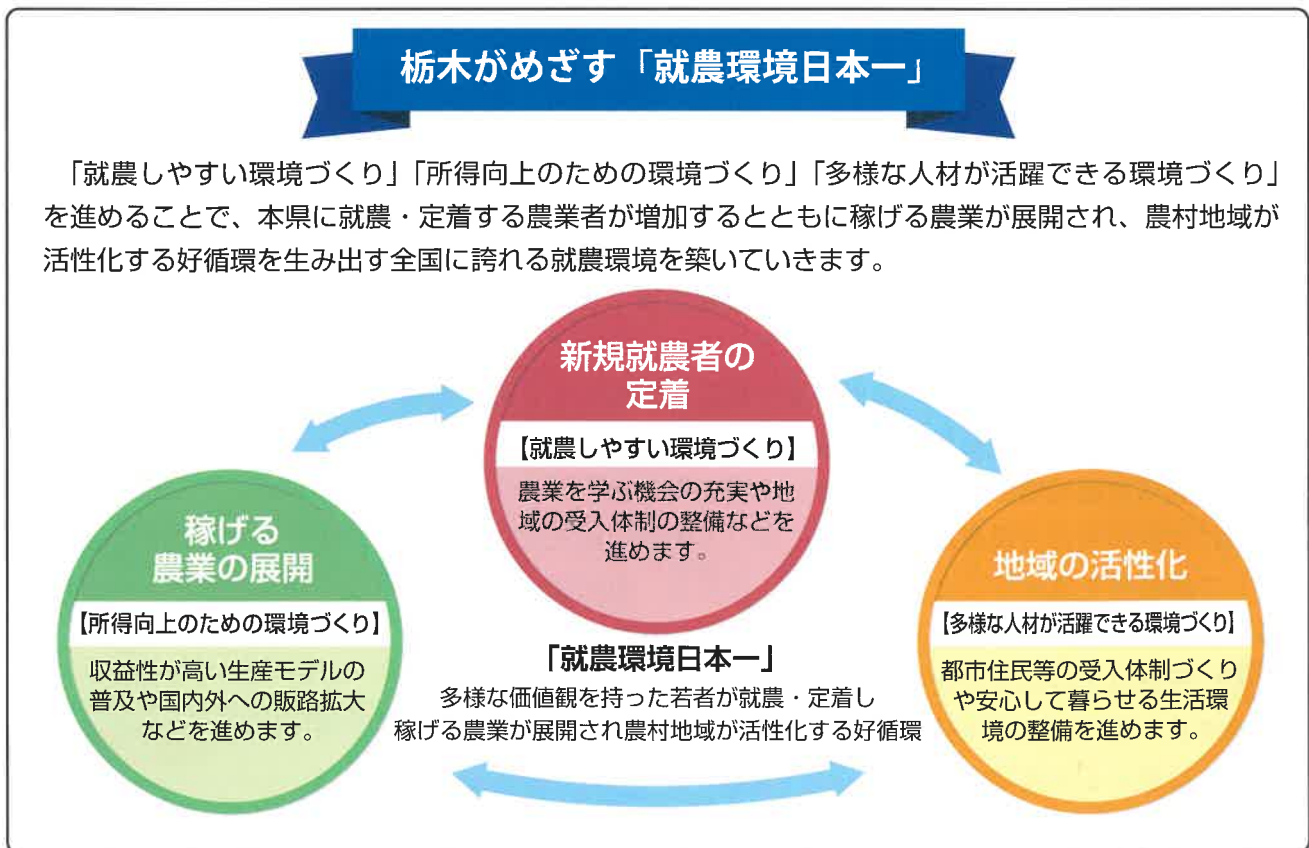 栃木がめざす「就農環境日本一」
「就農しやすい環境づくり」「所得向上のための環境づくり」「多様な人材が活躍できる環境づくり」
を進めることで、本県に就農・定着する農業者が増加するとともに稼げる農業が展開され、農村地域が
活性化する好循環を生み出す全国に誇れる就農環境を築いていきます。
新規就農者の
定着
【就農しやすい環境づくり】
農業を学ぶ機会の充実や地
域の受入体制の整備などを
進めます。
稼げる
農業の展開
【所得向上のための環境づくり】
収益性が高い生産モデルの
普及や国内外への販路拡大
などを進めます。
地域の活性化
【多様な人材が活躍できる環境づくり】
都市住民等の受入体制づくり
や安心して暮らせる生活環
境の整備を進めます。
「就農環境日本一」
多様な価値観を持った若者が就農・定着し
稼げる農業が展開され農村地域が活性化する好循環